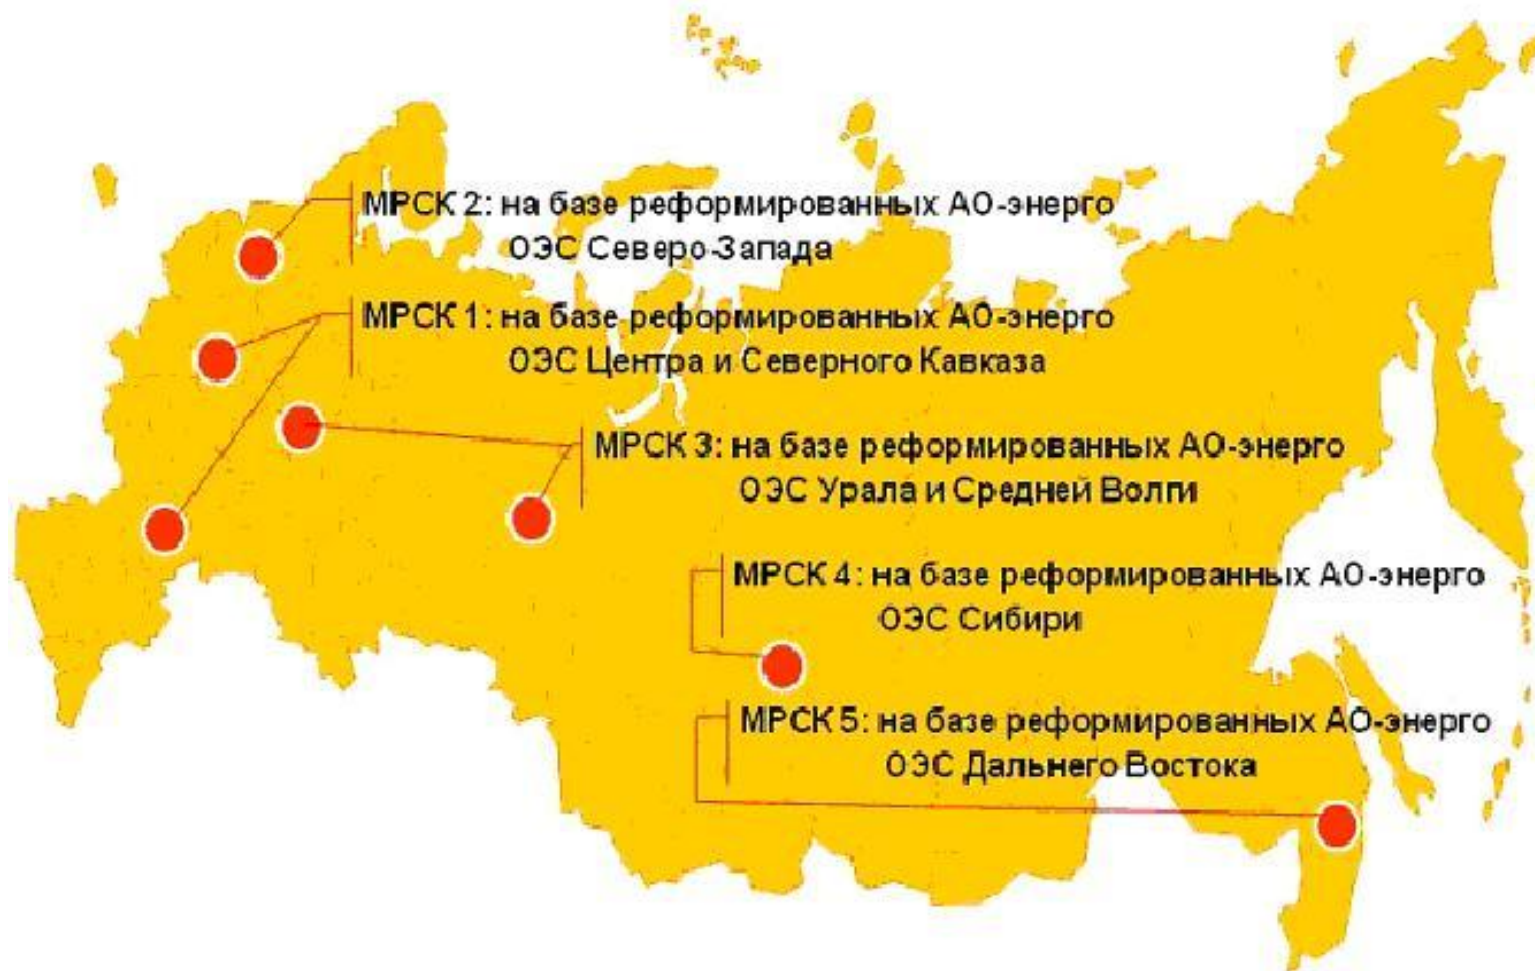 МРСК 2: на базе реформированных АО-энерго
ОЭС Северо-Запада
МРСК 1: на базе реформированных АО-энерго
ОЭС Центра и Северного Кавказа
МРСК 3: на базе реформированных АО-энерго
ОЭС Урала и Средней Волги
МРСК 4: на базе реформированных АО-энерго
ОЭС Сибири
МРСК 5: на базе реформированных АО-энерго
ОЭС Дальнего Востока